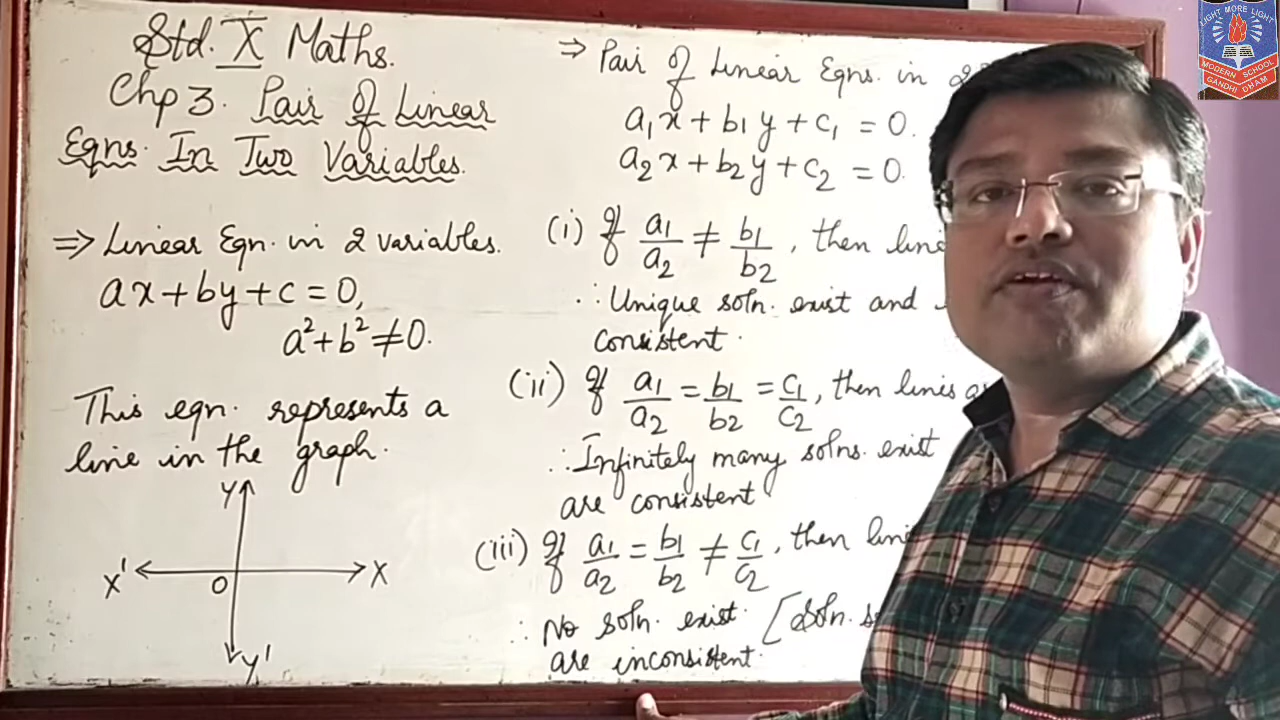 Std. X Maths.
Chp 3. Pair Of Linear
Eqns. In Two Variables.
⇒ Linear Eqn. in 2 variables.
ax+by+c=0,
a²+b²≠0.
This eqn. represents a
line in the graph.
Y
X' O X
Y'
⇒ Pair Of Linear Eqns. in 2
a₁x+b₁y+c₁=0.
a₂x+b₂y+c₂=0.
(i) If a₁/a₂ ≠ b₁/b₂, then
∴ Unique soln. exist and
consistent.
(ii) If a₁/a₂ = b₁/b₂ = c₁/c₂, then lines
∴ Infinitely many solns. exist
are consistent
(iii) If a₁/a₂ = b₁/b₂ ≠ c₁/c₂, then
∴ No soln. exist. [Soln.
are inconsistent.
LIGHT MORE LIGHT
MODERN SCHOOL
GANDHI DHAM